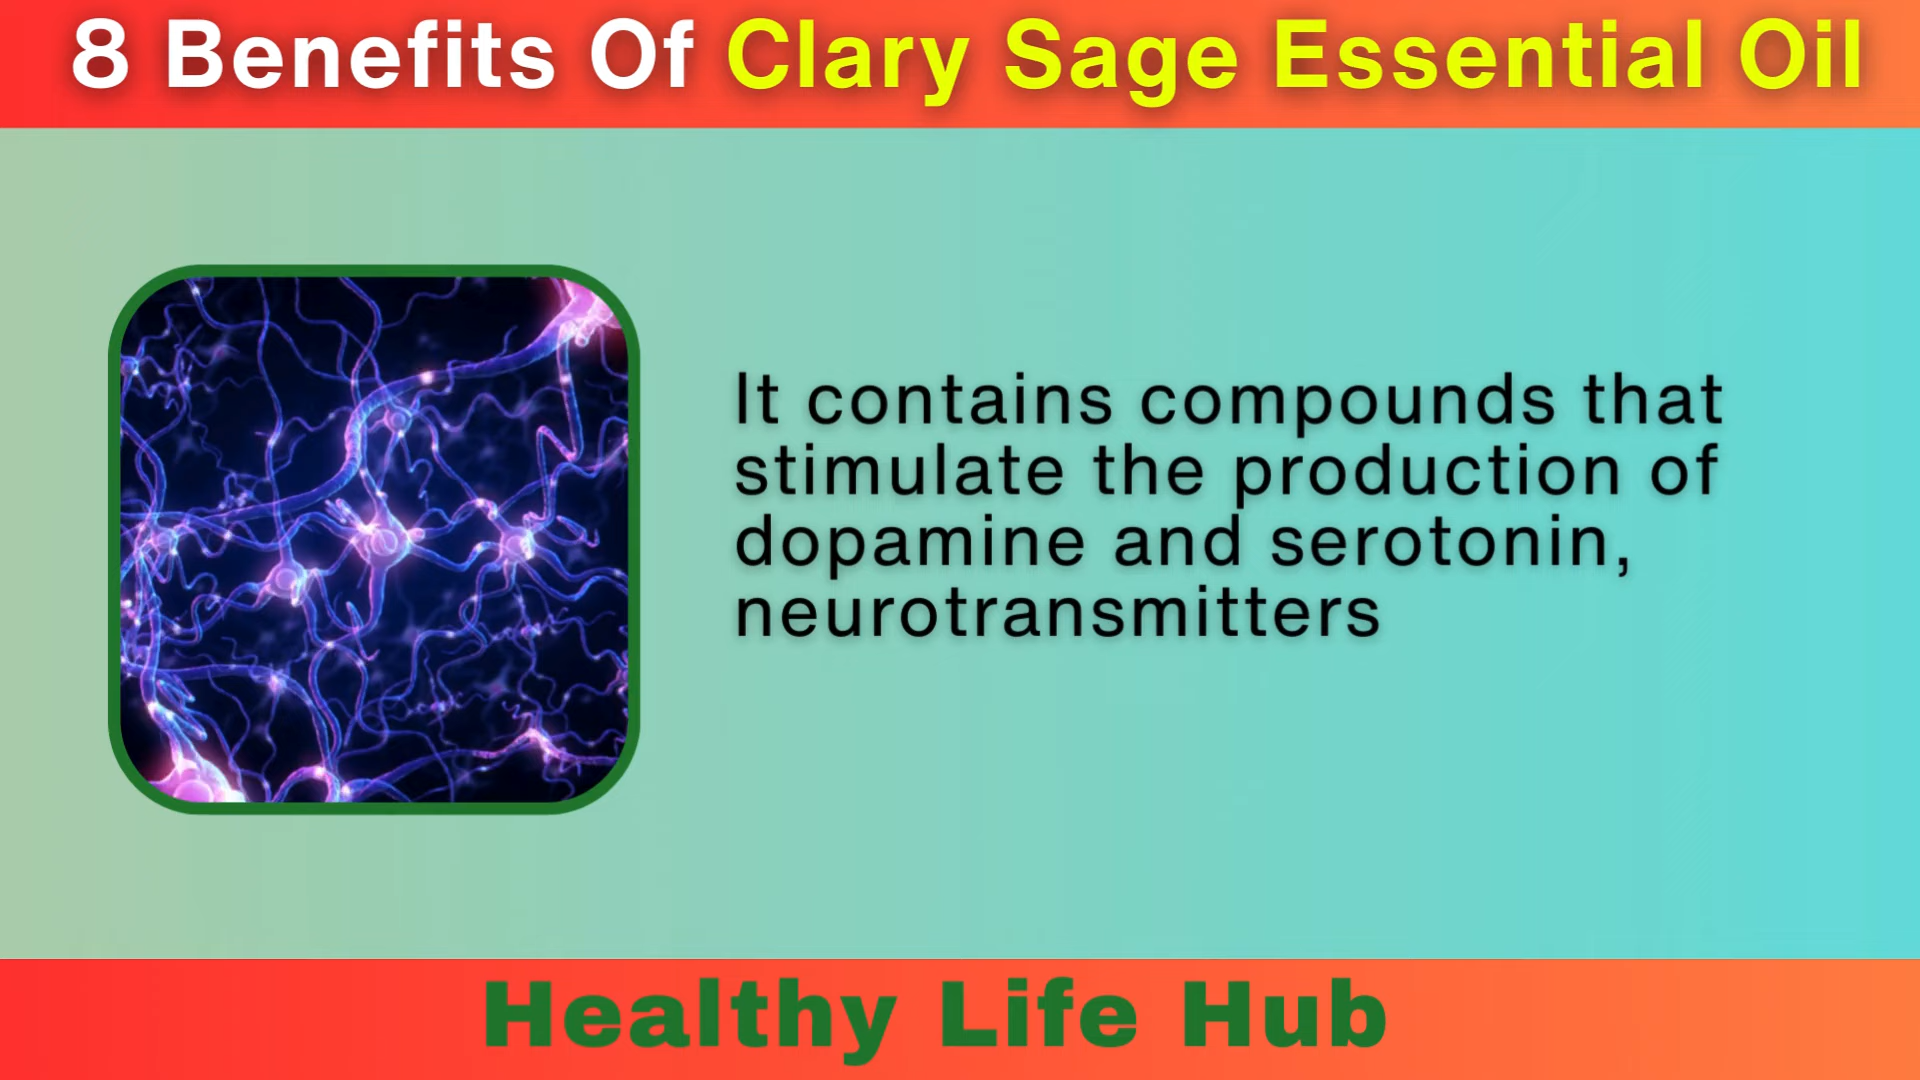 8 Benefits Of Clary Sage Essential Oil
It contains compounds that
stimulate the production of
dopamine and serotonin,
neurotransmitters
Healthy Life Hub